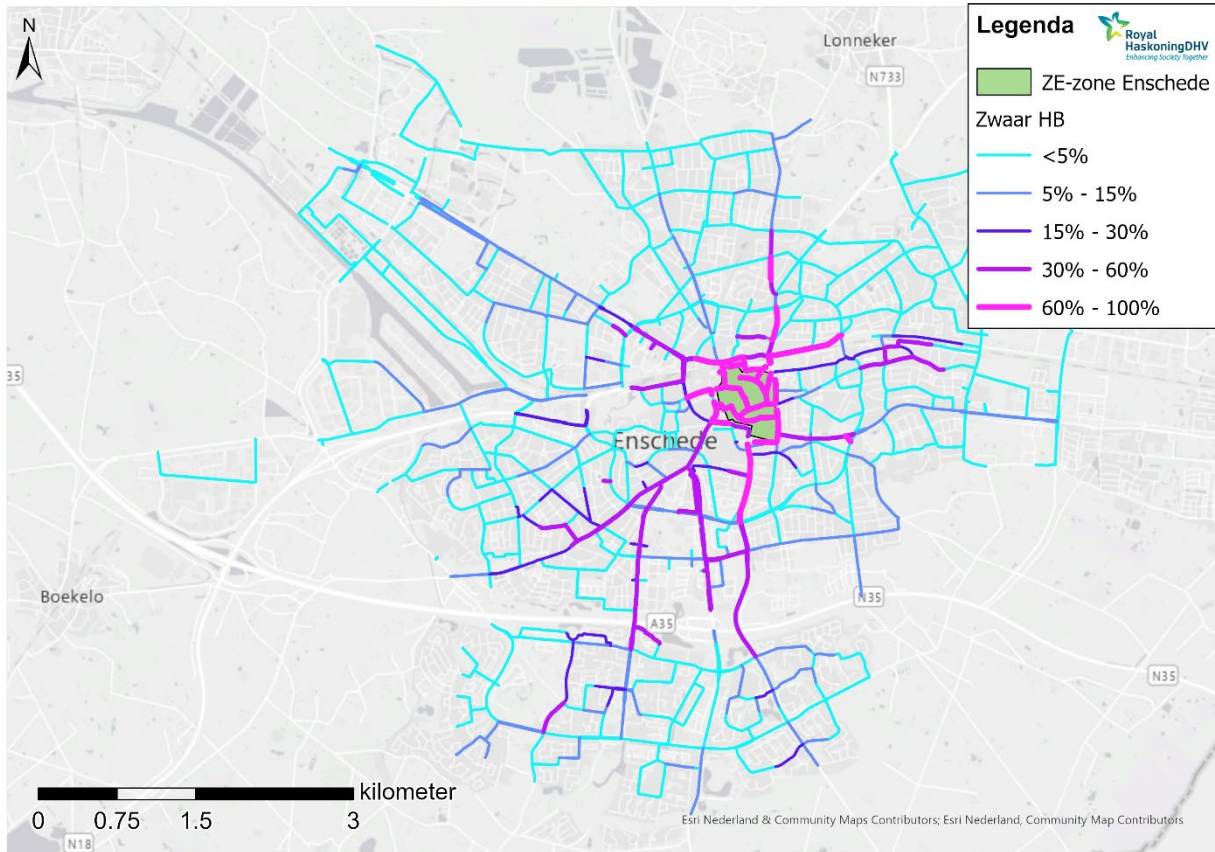 N
Lonneker
N733
Legenda
Royal
HaskoningDHV
Enhancing Society Together
ZE-zone Enschede
Zwaar HB
<5%
5% - 15%
15% - 30%
30% - 60%
60% - 100%
35
Enschede
Boekelo
N35
A35
N35
kilometer
0 0.75 1.5 3
Esri Nederland & Community Maps Contributors; Esri Nederland, Community Map Contributors
N18